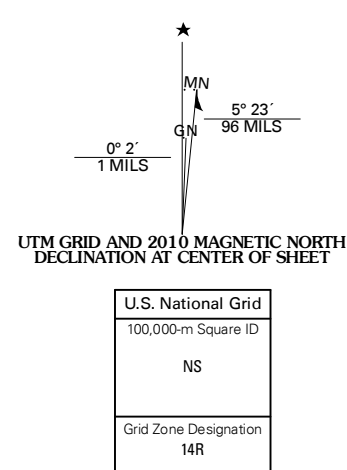 ★
MN
5° 23´
96 MILS
GN
0° 2´
1 MILS
UTM GRID AND 2010 MAGNETIC NORTH
DECLINATION AT CENTER OF SHEET
U.S. National Grid
100,000-m Square ID
NS
Grid Zone Designation
14R